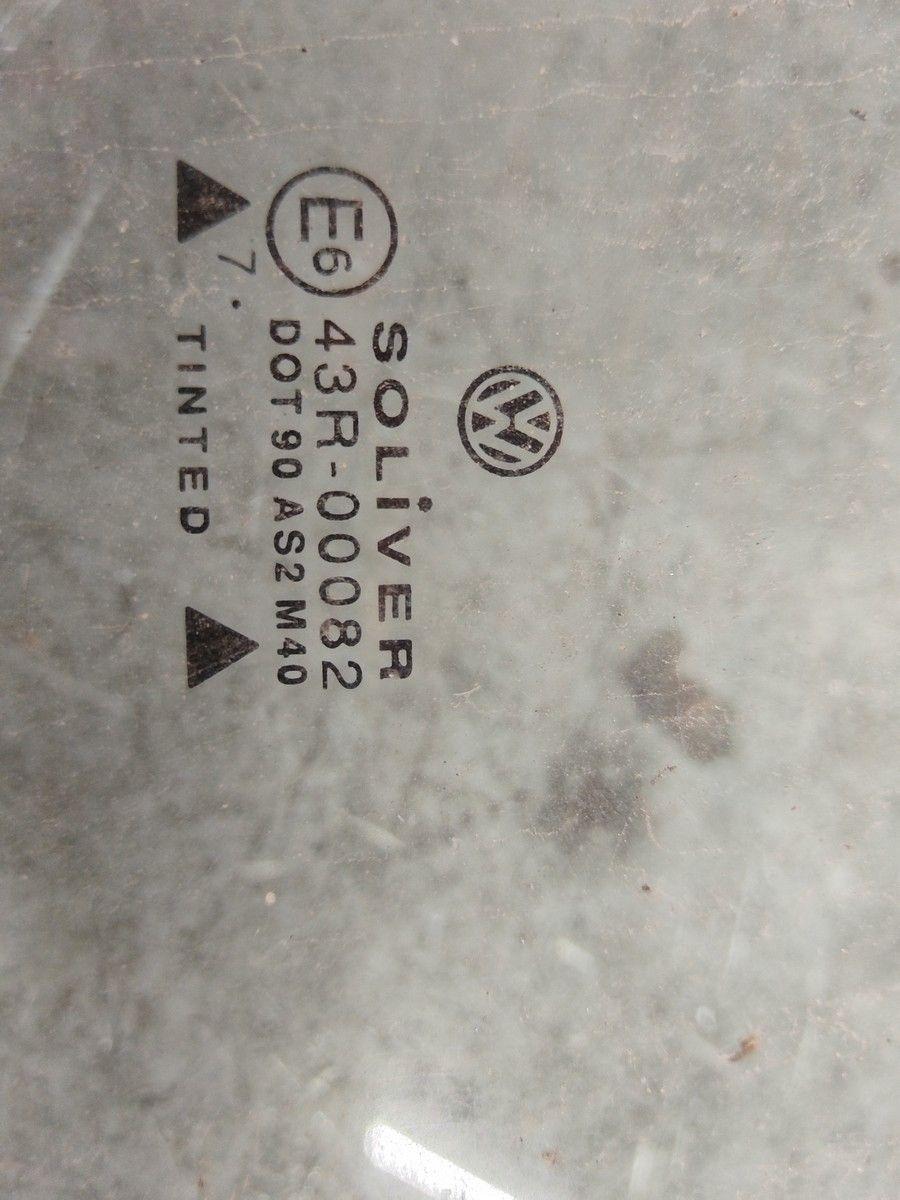 SOLiVER
E6 43R-00082
DOT 90 AS2 M40
7.
TINTED